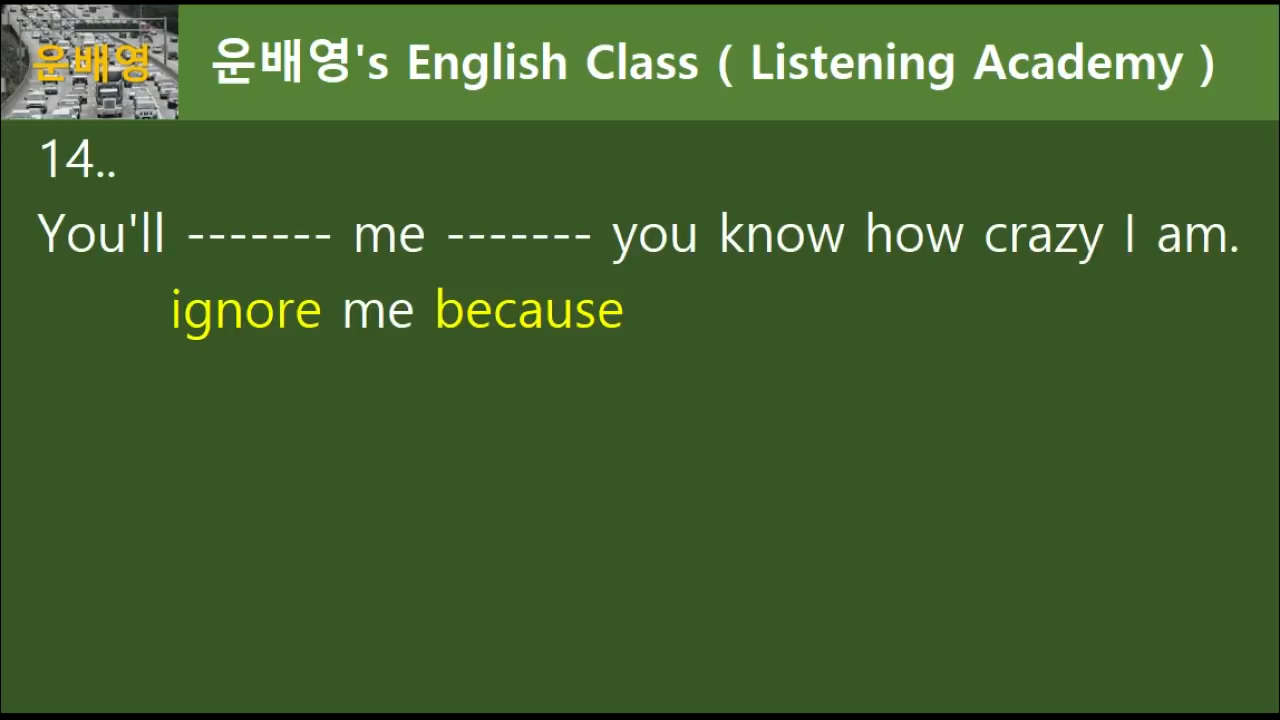 운배영
운배영's English Class ( Listening Academy )
14..
You'll ------- me ------- you know how crazy I am.
ignore me because